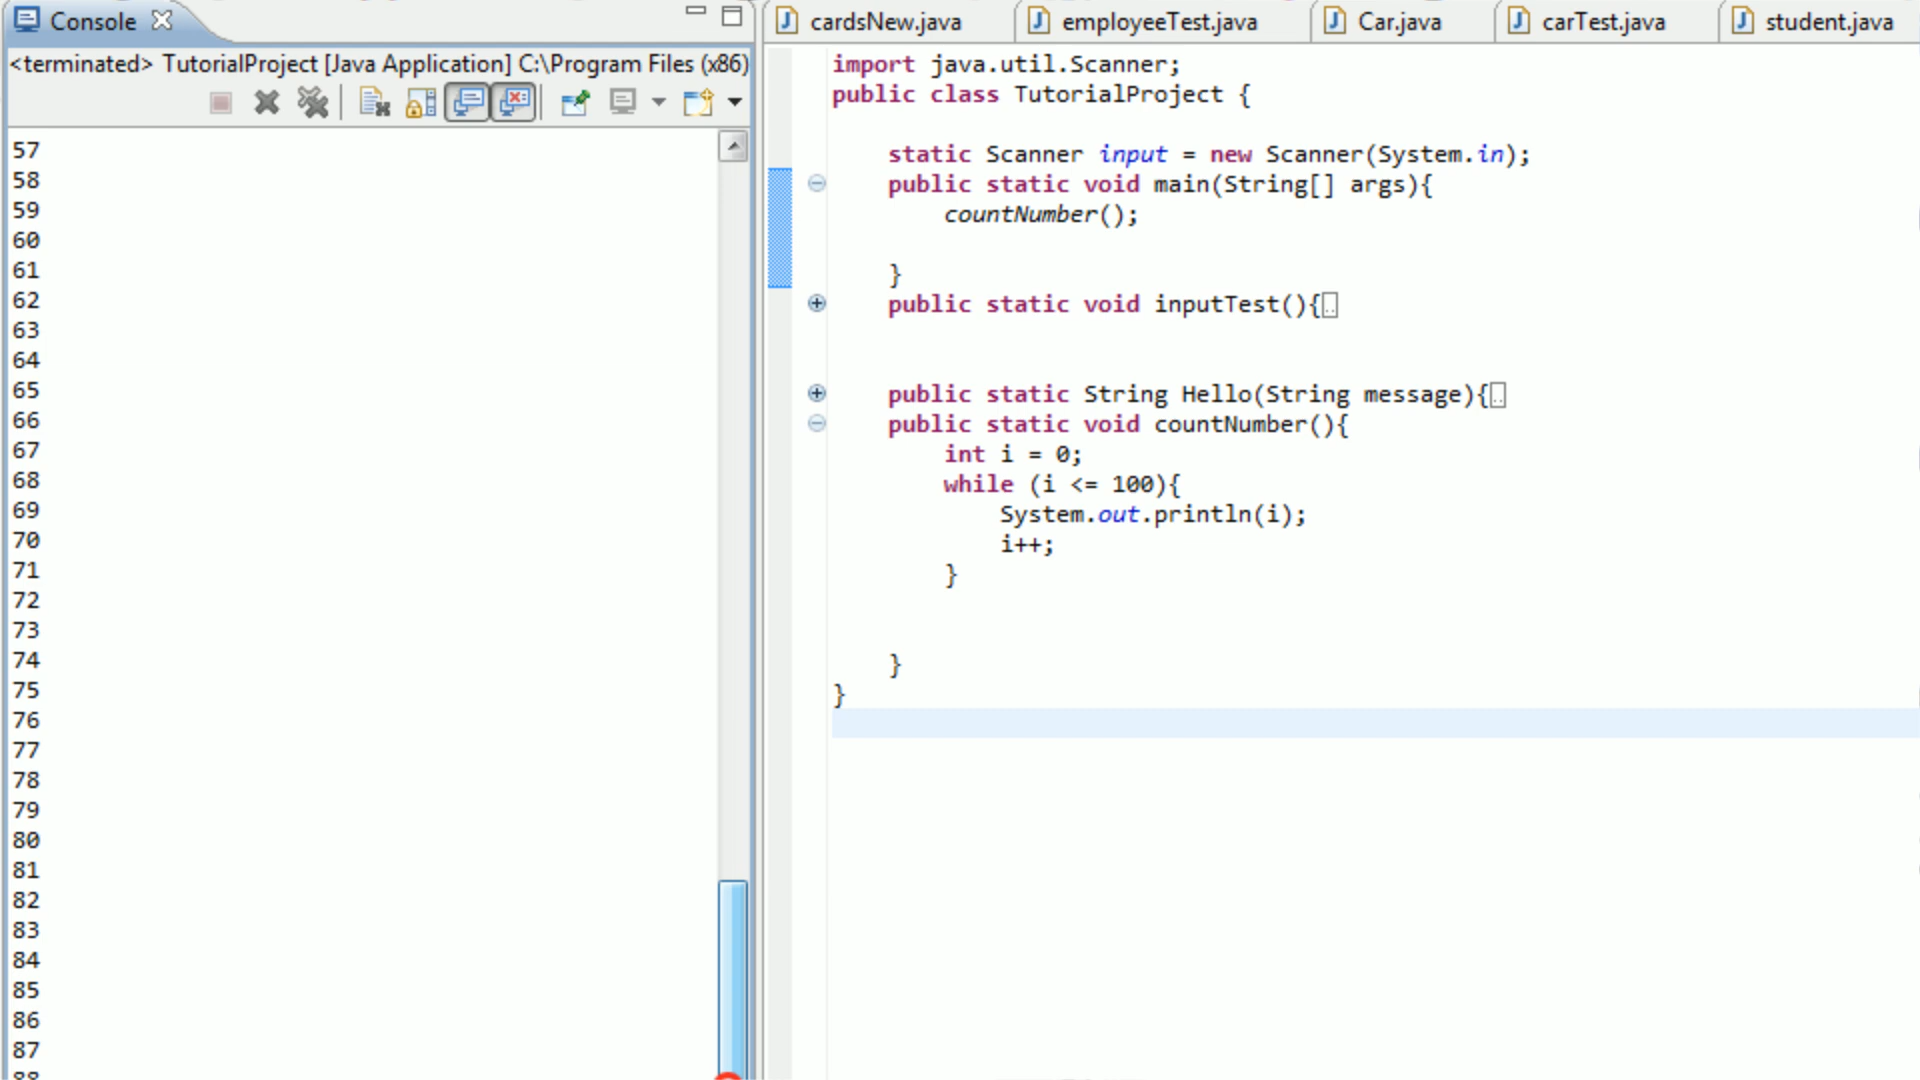 Console
<terminated> TutorialProject [Java Application] C:\Program Files (x86)
57
58
59
60
61
62
63
64
65
66
67
68
69
70
71
72
73
74
75
76
77
78
79
80
81
82
83
84
85
86
87
88
cardsNew.java employeeTest.java Car.java carTest.java student.java
import java.util.Scanner;
public class TutorialProject {
static Scanner input = new Scanner(System.in);
public static void main(String[] args){
countNumber();
}
public static void inputTest(){
public static String Hello(String message){
public static void countNumber(){
int i = 0;
while (i <= 100){
System.out.println(i);
i++;
}
}
}